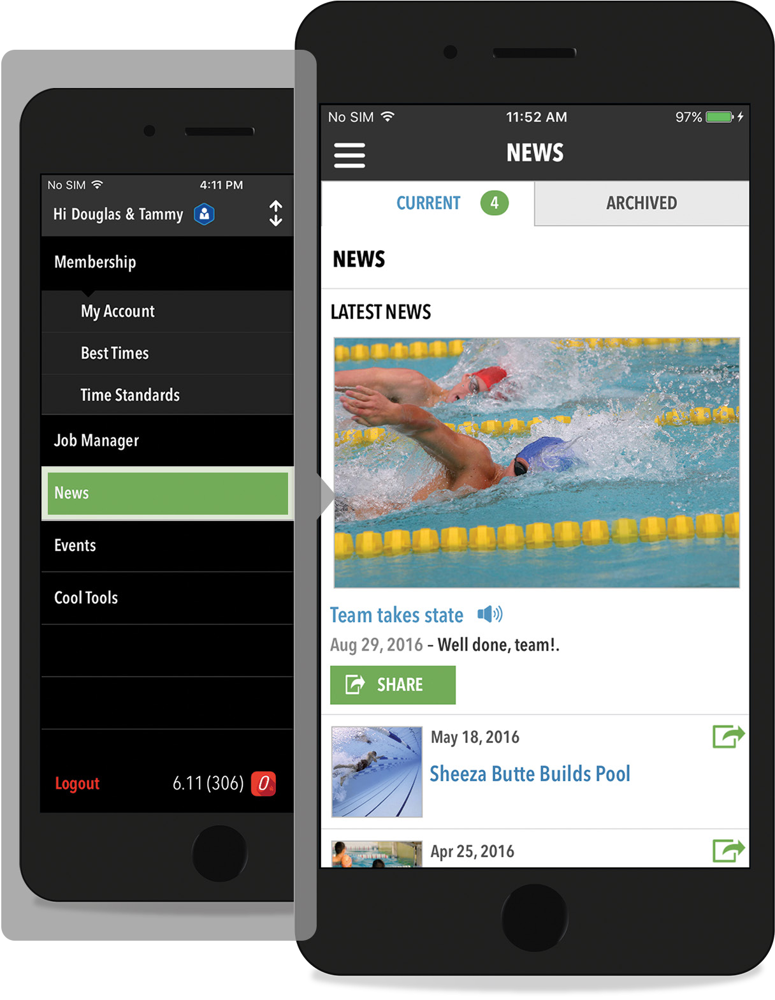 No SIM
4:11 PM
Hi Douglas & Tammy
Membership
My Account
Best Times
Time Standards
Job Manager
News
Events
Cool Tools
Logout 6.11 (306)
No SIM 11:52 AM 97%
NEWS
CURRENT 4 ARCHIVED
NEWS
LATEST NEWS
Team takes state
Aug 29, 2016 – Well done, team!.
SHARE
May 18, 2016
Sheeza Butte Builds Pool
Apr 25, 2016